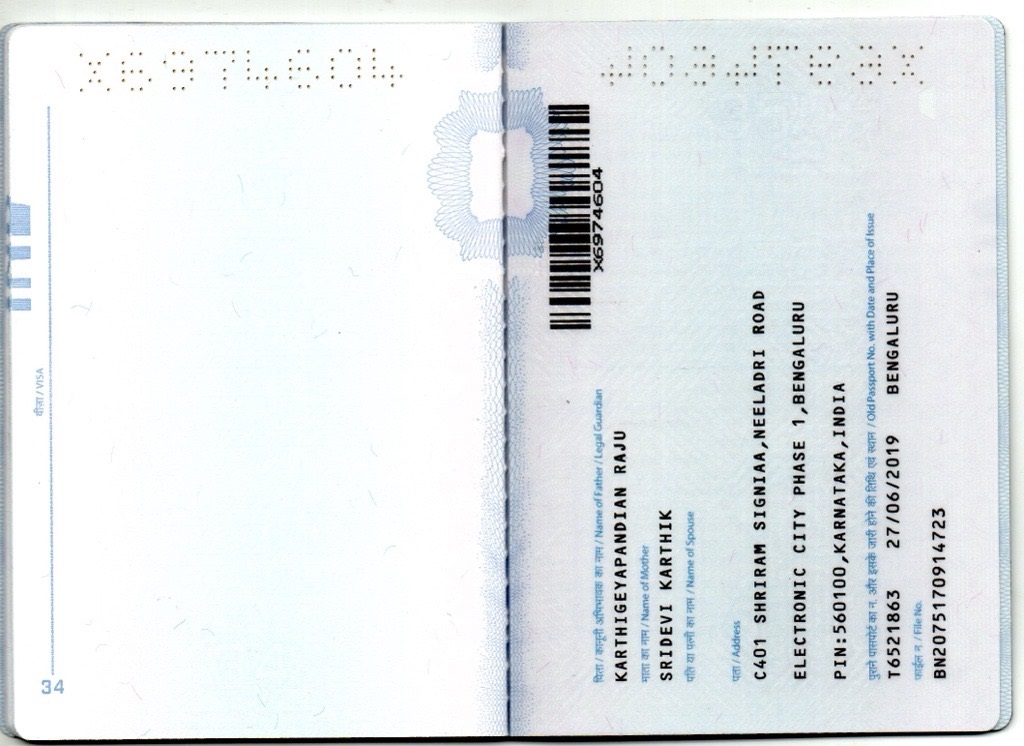 34
वीज़ा / VISA
X6974604
X6974604
पिता / कानूनी अभिभावक का नाम / Name of Father / Legal Guardian
KARTHIGEYAPANDIAN RAJU
माता का नाम / Name of Mother
SRIDEVI KARTHIK
पति या पत्नी का नाम / Name of Spouse
पता / Address
C401 SHRIRAM SIGNIAA,NEELADRI ROAD
ELECTRONIC CITY PHASE 1,BENGALURU
PIN:560100,KARNATAKA,INDIA
पुराने पासपोर्ट का न. और इसके जारी होने की तिथि एवं स्थान / Old Passport No. with Date and Place of Issue
T6521863 27/06/2019 BENGALURU
फाईल न / File No.
BN2075170914723
X6974604